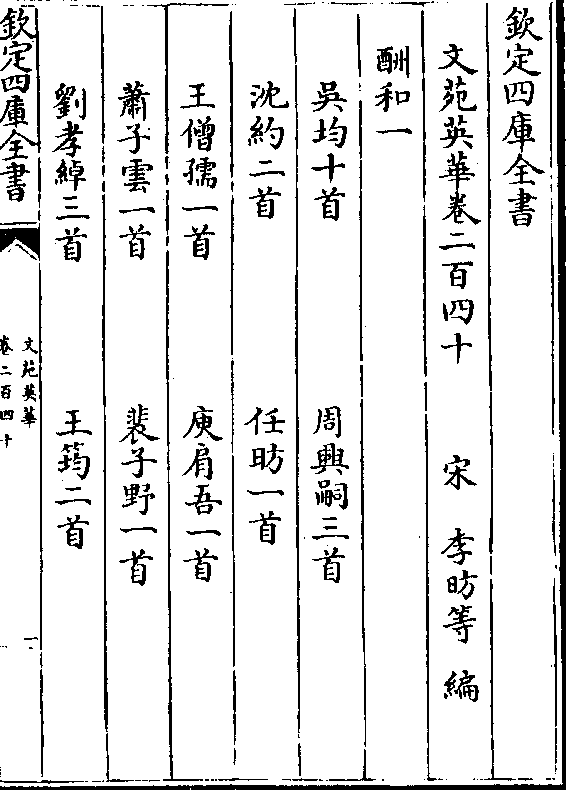 欽定四庫全書
文苑英華卷二百四十 宋 李昉等 編
酬和一
吳均十首 周興嗣三首
沈約二首 任昉一首
王僧孺一首 庾肩吾一首
蕭子雲一首 裴子野一首
劉孝綽三首 王筠二首
欽定四庫全書
文苑英華
卷二百四十
一